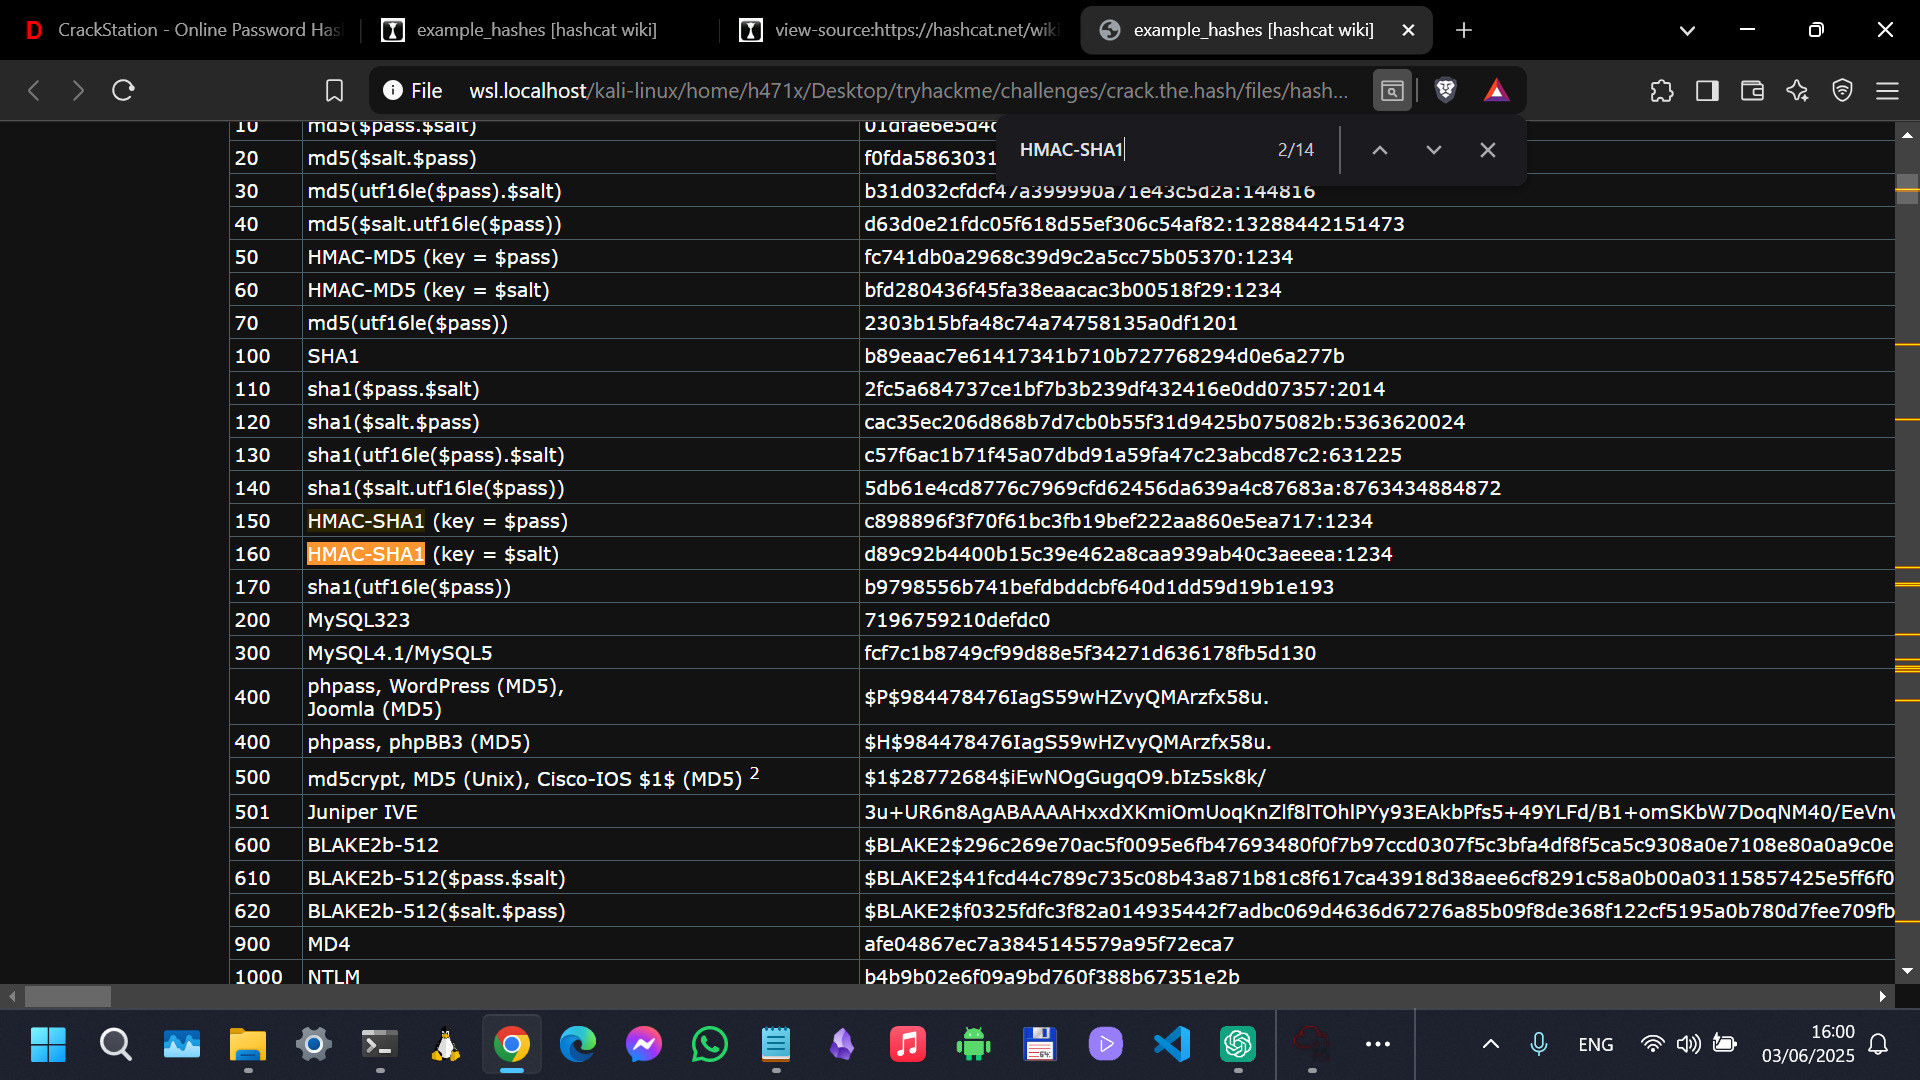 CrackStation - Online Password Hash
example_hashes [hashcat wiki]
view-source:https://hashcat.net/wiki
example_hashes [hashcat wiki]
File wsl.localhost/kali-linux/home/h471x/Desktop/tryhackme/challenges/crack.the.hash/files/hash...
HMAC-SHA1 2/14
10 md5($pass.$salt)
20 md5($salt.$pass) f0fda5863031
30 md5(utf16le($pass).$salt) b31d032cfdcf47a399990a71e43c5d2a:144816
40 md5($salt.utf16le($pass)) d63d0e21fdc05f618d55ef306c54af82:13288442151473
50 HMAC-MD5 (key = $pass) fc741db0a2968c39d9c2a5cc75b05370:1234
60 HMAC-MD5 (key = $salt) bfd280436f45fa38eaacac3b00518f29:1234
70 md5(utf16le($pass)) 2303b15bfa48c74a74758135a0df1201
100 SHA1 b89eaac7e61417341b710b727768294d0e6a277b
110 sha1($pass.$salt) 2fc5a684737ce1bf7b3b239df432416e0dd07357:2014
120 sha1($salt.$pass) cac35ec206d868b7d7cb0b55f31d9425b075082b:5363620024
130 sha1(utf16le($pass).$salt) c57f6ac1b71f45a07dbd91a59fa47c23abcd87c2:631225
140 sha1($salt.utf16le($pass)) 5db61e4cd8776c7969cfd62456da639a4c87683a:8763434884872
150 HMAC-SHA1 (key = $pass) c898896f3f70f61bc3fb19bef222aa860e5ea717:1234
160 HMAC-SHA1 (key = $salt) d89c92b4400b15c39e462a8caa939ab40c3aeeea:1234
170 sha1(utf16le($pass)) b9798556b741befdbddcbf640d1dd59d19b1e193
200 MySQL323 7196759210defdc0
300 MySQL4.1/MySQL5 fcf7c1b8749cf99d88e5f34271d636178fb5d130
400 phpass, WordPress (MD5), $P$984478476IagS59wHZvyQMArzfx58u.
Joomla (MD5)
400 phpass, phpBB3 (MD5) $H$984478476IagS59wHZvyQMArzfx58u.
500 md5crypt, MD5 (Unix), Cisco-IOS $1$ (MD5) 2 $1$28772684$iEwNOgGugqO9.bIz5sk8k/
501 Juniper IVE 3u+UR6n8AgABAAAAHxxdXKmiOmUoqKnZlf8lTOhlPYy93EAkbPfs5+49YLFd/B1+omSKbW7DoqNM40/EeVnw
600 BLAKE2b-512 $BLAKE2$296c269e70ac5f0095e6fb47693480f0f7b97ccd0307f5c3bfa4df8f5ca5c9308a0e7108e80a0a9c0e
610 BLAKE2b-512($pass.$salt) $BLAKE2$41fcd44c789c735c08b43a871b81c8f617ca43918d38aee6cf8291c58a0b00a03115857425e5ff6f0
620 BLAKE2b-512($salt.$pass) $BLAKE2$f0325fdfc3f82a014935442f7adbc069d4636d67276a85b09f8de368f122cf5195a0b780d7fee709fb
900 MD4 afe04867ec7a3845145579a95f72eca7
1000 NTLM b4b9b02e6f09a9bd760f388b67351e2b
ENG
16:00
03/06/2025